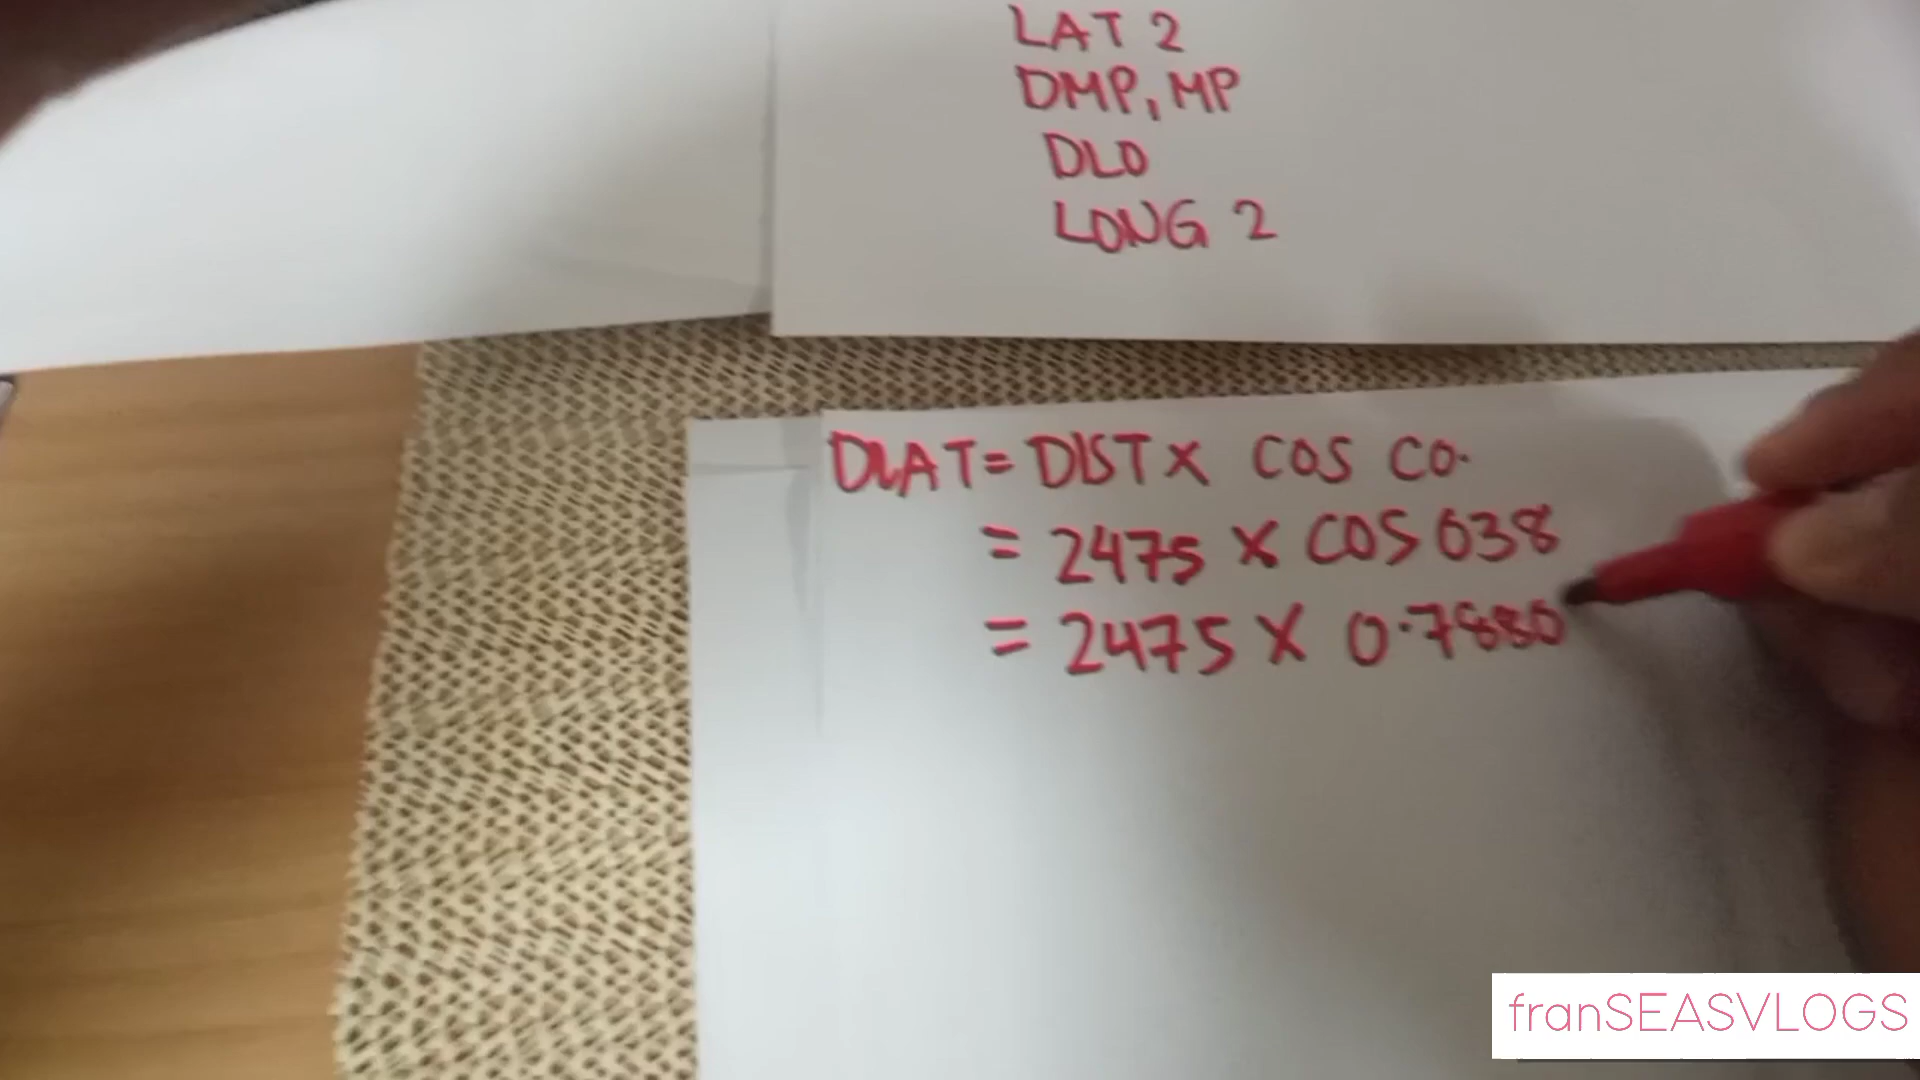 LAT 2
DMP, MP
DLO
LONG 2
DLAT = DIST X COS CO.
= 2475 X COS 038
= 2475 X 0.7880
franSEASVLOGS